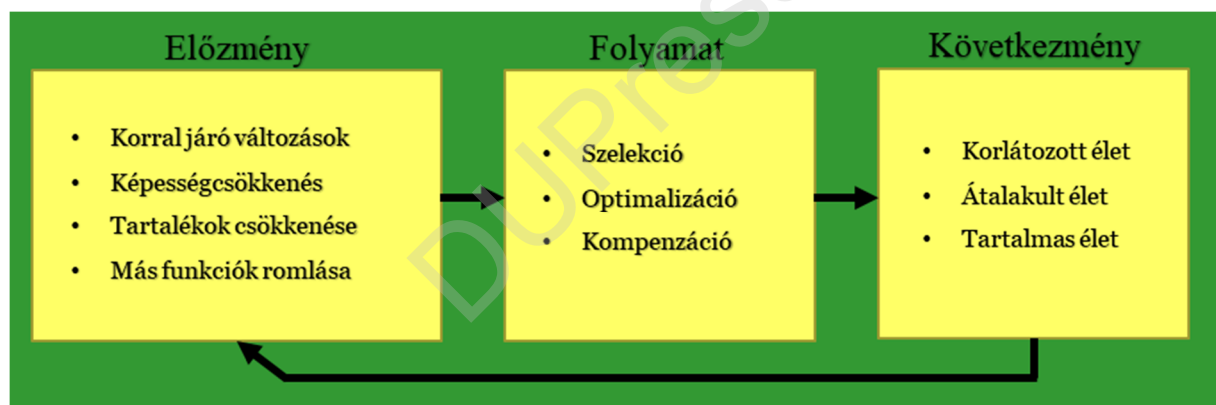 Előzmény
• Korral járó változások
• Képességcsökkenés
• Tartalékok csökkenése
• Más funkciók romlása
Folyamat
• Szelekció
• Optimalizáció
• Kompenzáció
Következmény
• Korlátozott élet
• Átalakult élet
• Tartalmas élet
DUPress